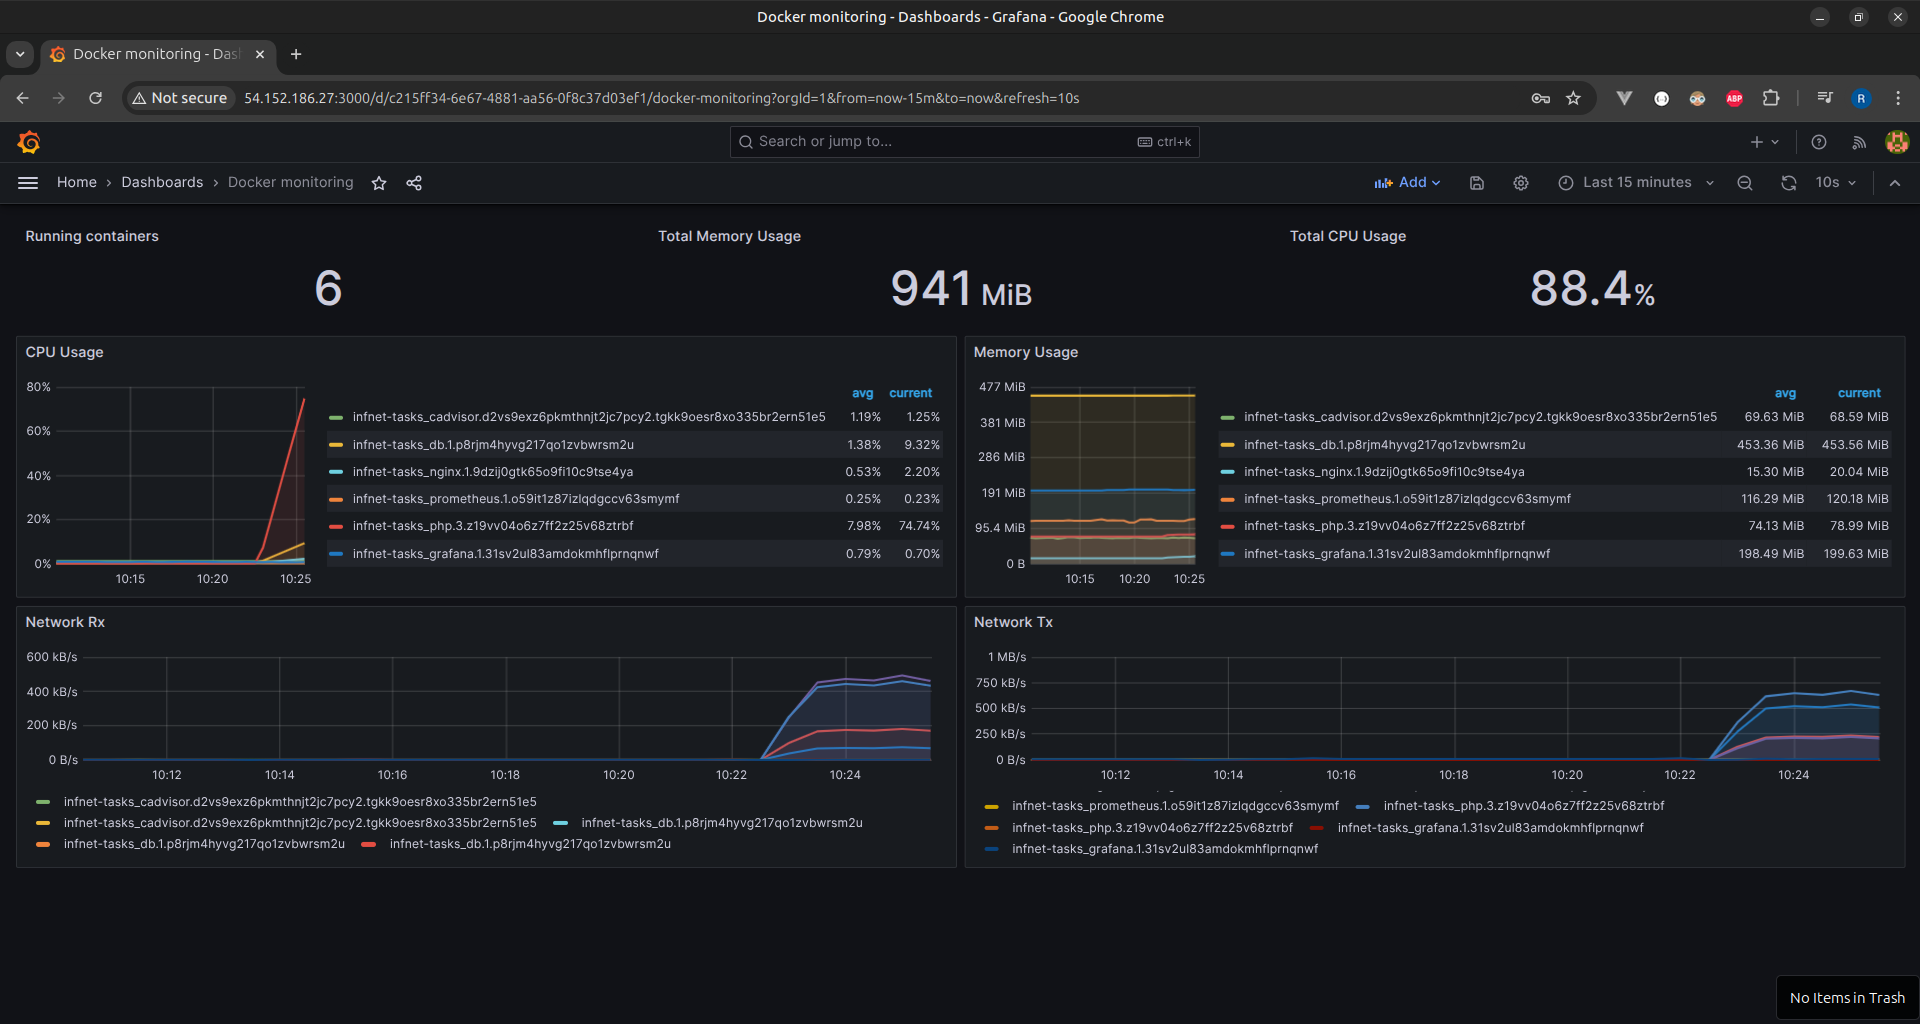 Docker monitoring - Dashboards - Grafana - Google Chrome
Docker monitoring - Das
Not secure 54.152.186.27:3000/d/c215ff34-6e67-4881-aa56-0f8c37d03ef1/docker-monitoring?orgId=1&from=now-15m&to=now&refresh=10s
ABP
R
Search or jump to... ctrl+k
Home › Dashboards › Docker monitoring
Add
Last 15 minutes
10s
Running containers
6
Total Memory Usage
941 MiB
Total CPU Usage
88.4%
CPU Usage
80%
60%
40%
20%
0%
10:15 10:20 10:25
avg current
infnet-tasks_cadvisor.d2vs9exz6pkmthnjt2jc7pcy2.tgkk9oesr8xo335br2ern51e5 1.19% 1.25%
infnet-tasks_db.1.p8rjm4hyvg217qo1zvbwrsm2u 1.38% 9.32%
infnet-tasks_nginx.1.9dzij0gtk65o9fi10c9tse4ya 0.53% 2.20%
infnet-tasks_prometheus.1.o59it1z87izlqdgccv63smymf 0.25% 0.23%
infnet-tasks_php.3.z19vv04o6z7ff2z25v68ztrbf 7.98% 74.74%
infnet-tasks_grafana.1.31sv2ul83amdokmhflprnqnwf 0.79% 0.70%
Memory Usage
477 MiB
381 MiB
286 MiB
191 MiB
95.4 MiB
0 B
10:15 10:20 10:25
avg current
infnet-tasks_cadvisor.d2vs9exz6pkmthnjt2jc7pcy2.tgkk9oesr8xo335br2ern51e5 69.63 MiB 68.59 MiB
infnet-tasks_db.1.p8rjm4hyvg217qo1zvbwrsm2u 453.36 MiB 453.56 MiB
infnet-tasks_nginx.1.9dzij0gtk65o9fi10c9tse4ya 15.30 MiB 20.04 MiB
infnet-tasks_prometheus.1.o59it1z87izlqdgccv63smymf 116.29 MiB 120.18 MiB
infnet-tasks_php.3.z19vv04o6z7ff2z25v68ztrbf 74.13 MiB 78.99 MiB
infnet-tasks_grafana.1.31sv2ul83amdokmhflprnqnwf 198.49 MiB 199.63 MiB
Network Rx
600 kB/s
400 kB/s
200 kB/s
0 B/s
10:12 10:14 10:16 10:18 10:20 10:22 10:24
infnet-tasks_cadvisor.d2vs9exz6pkmthnjt2jc7pcy2.tgkk9oesr8xo335br2ern51e5
infnet-tasks_cadvisor.d2vs9exz6pkmthnjt2jc7pcy2.tgkk9oesr8xo335br2ern51e5 infnet-tasks_db.1.p8rjm4hyvg217qo1zvbwrsm2u
infnet-tasks_db.1.p8rjm4hyvg217qo1zvbwrsm2u infnet-tasks_db.1.p8rjm4hyvg217qo1zvbwrsm2u
Network Tx
1 MB/s
750 kB/s
500 kB/s
250 kB/s
0 B/s
10:12 10:14 10:16 10:18 10:20 10:22 10:24
infnet-tasks_prometheus.1.o59it1z87izlqdgccv63smymf infnet-tasks_php.3.z19vv04o6z7ff2z25v68ztrbf
infnet-tasks_php.3.z19vv04o6z7ff2z25v68ztrbf infnet-tasks_grafana.1.31sv2ul83amdokmhflprnqnwf
infnet-tasks_grafana.1.31sv2ul83amdokmhflprnqnwf
No Items in Trash